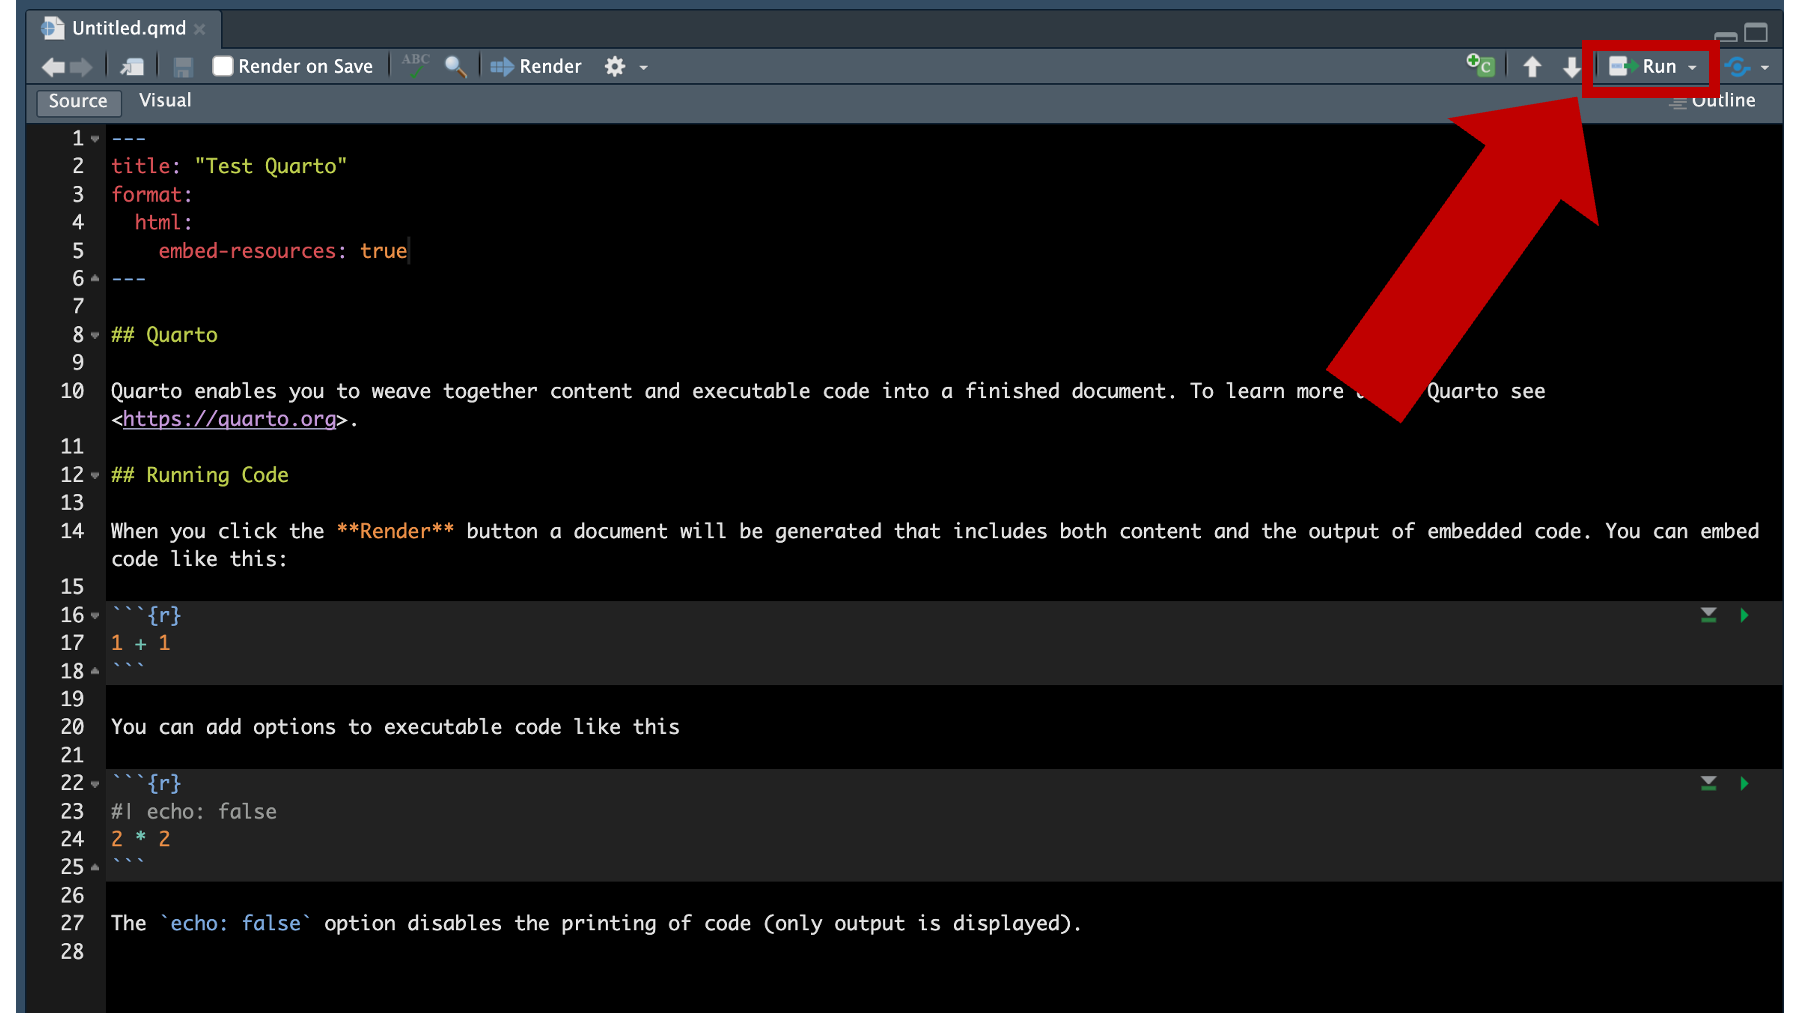 Untitled.qmd
Render on Save ABC Render C Run
Source Visual Outline
1 ---
2 title: "Test Quarto"
3 format:
4   html:
5     embed-resources: true
6 ---
7
8 ## Quarto
9
10 Quarto enables you to weave together content and executable code into a finished document. To learn more Quarto see
<https://quarto.org>.
11
12 ## Running Code
13
14 When you click the **Render** button a document will be generated that includes both content and the output of embedded code. You can embed
code like this:
15
16 ```{r}
17 1 + 1
18 ```
19
20 You can add options to executable code like this
21
22 ```{r}
23 #| echo: false
24 2 * 2
25 ```
26
27 The `echo: false` option disables the printing of code (only output is displayed).
28